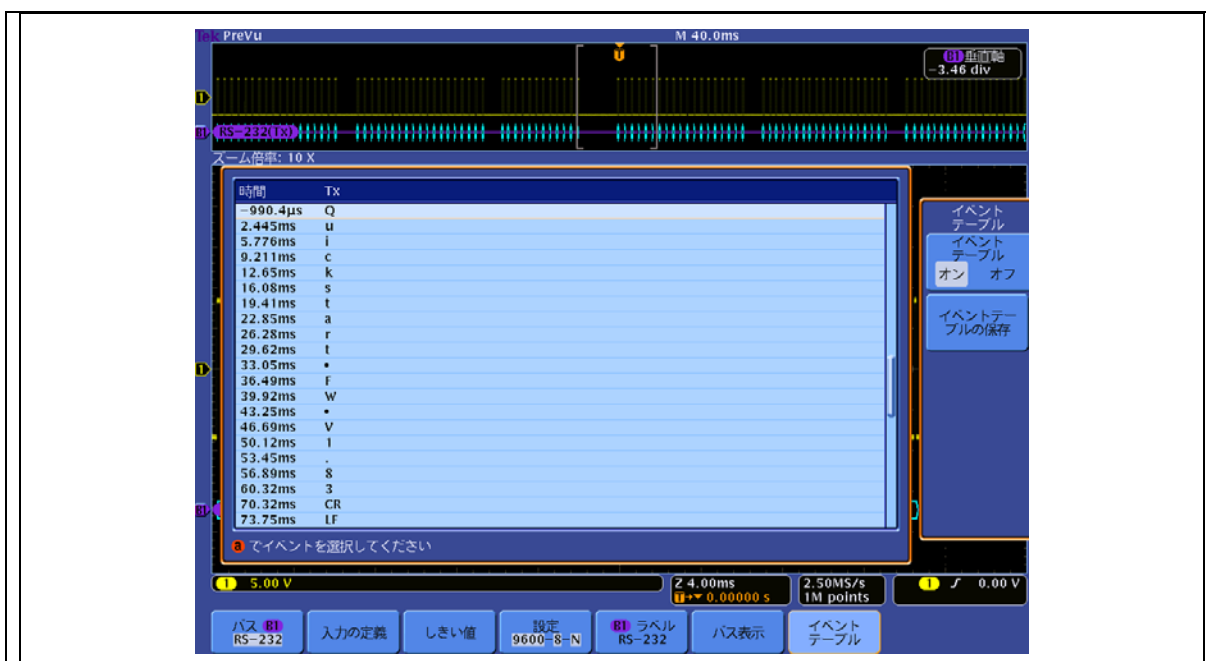 Tek PreVu M 40.0ms
B1 垂直軸
-3.46 div
RS-232(TX)
ズーム倍率: 10 X
時間 Tx
-990.4µs Q
2.445ms u
5.776ms i
9.211ms c
12.65ms k
16.08ms s
19.41ms t
22.85ms a
26.28ms r
29.62ms t
33.05ms •
36.49ms F
39.92ms W
43.25ms •
46.69ms V
50.12ms 1
53.45ms .
56.89ms 8
60.32ms 3
70.32ms CR
73.75ms LF
a でイベントを選択してください
イベント
テーブル
イベント
テーブル
オン オフ
イベントテー
ブルの保存
1 5.00 V
Z 4.00ms
T→▼ 0.00000 s
2.50MS/s
1M points
1 ʃ 0.00 V
バス B1
RS-232
入力の定義
しきい値
設定
9600-8-N
B1 ラベル
RS-232
バス表示
イベント
テーブル